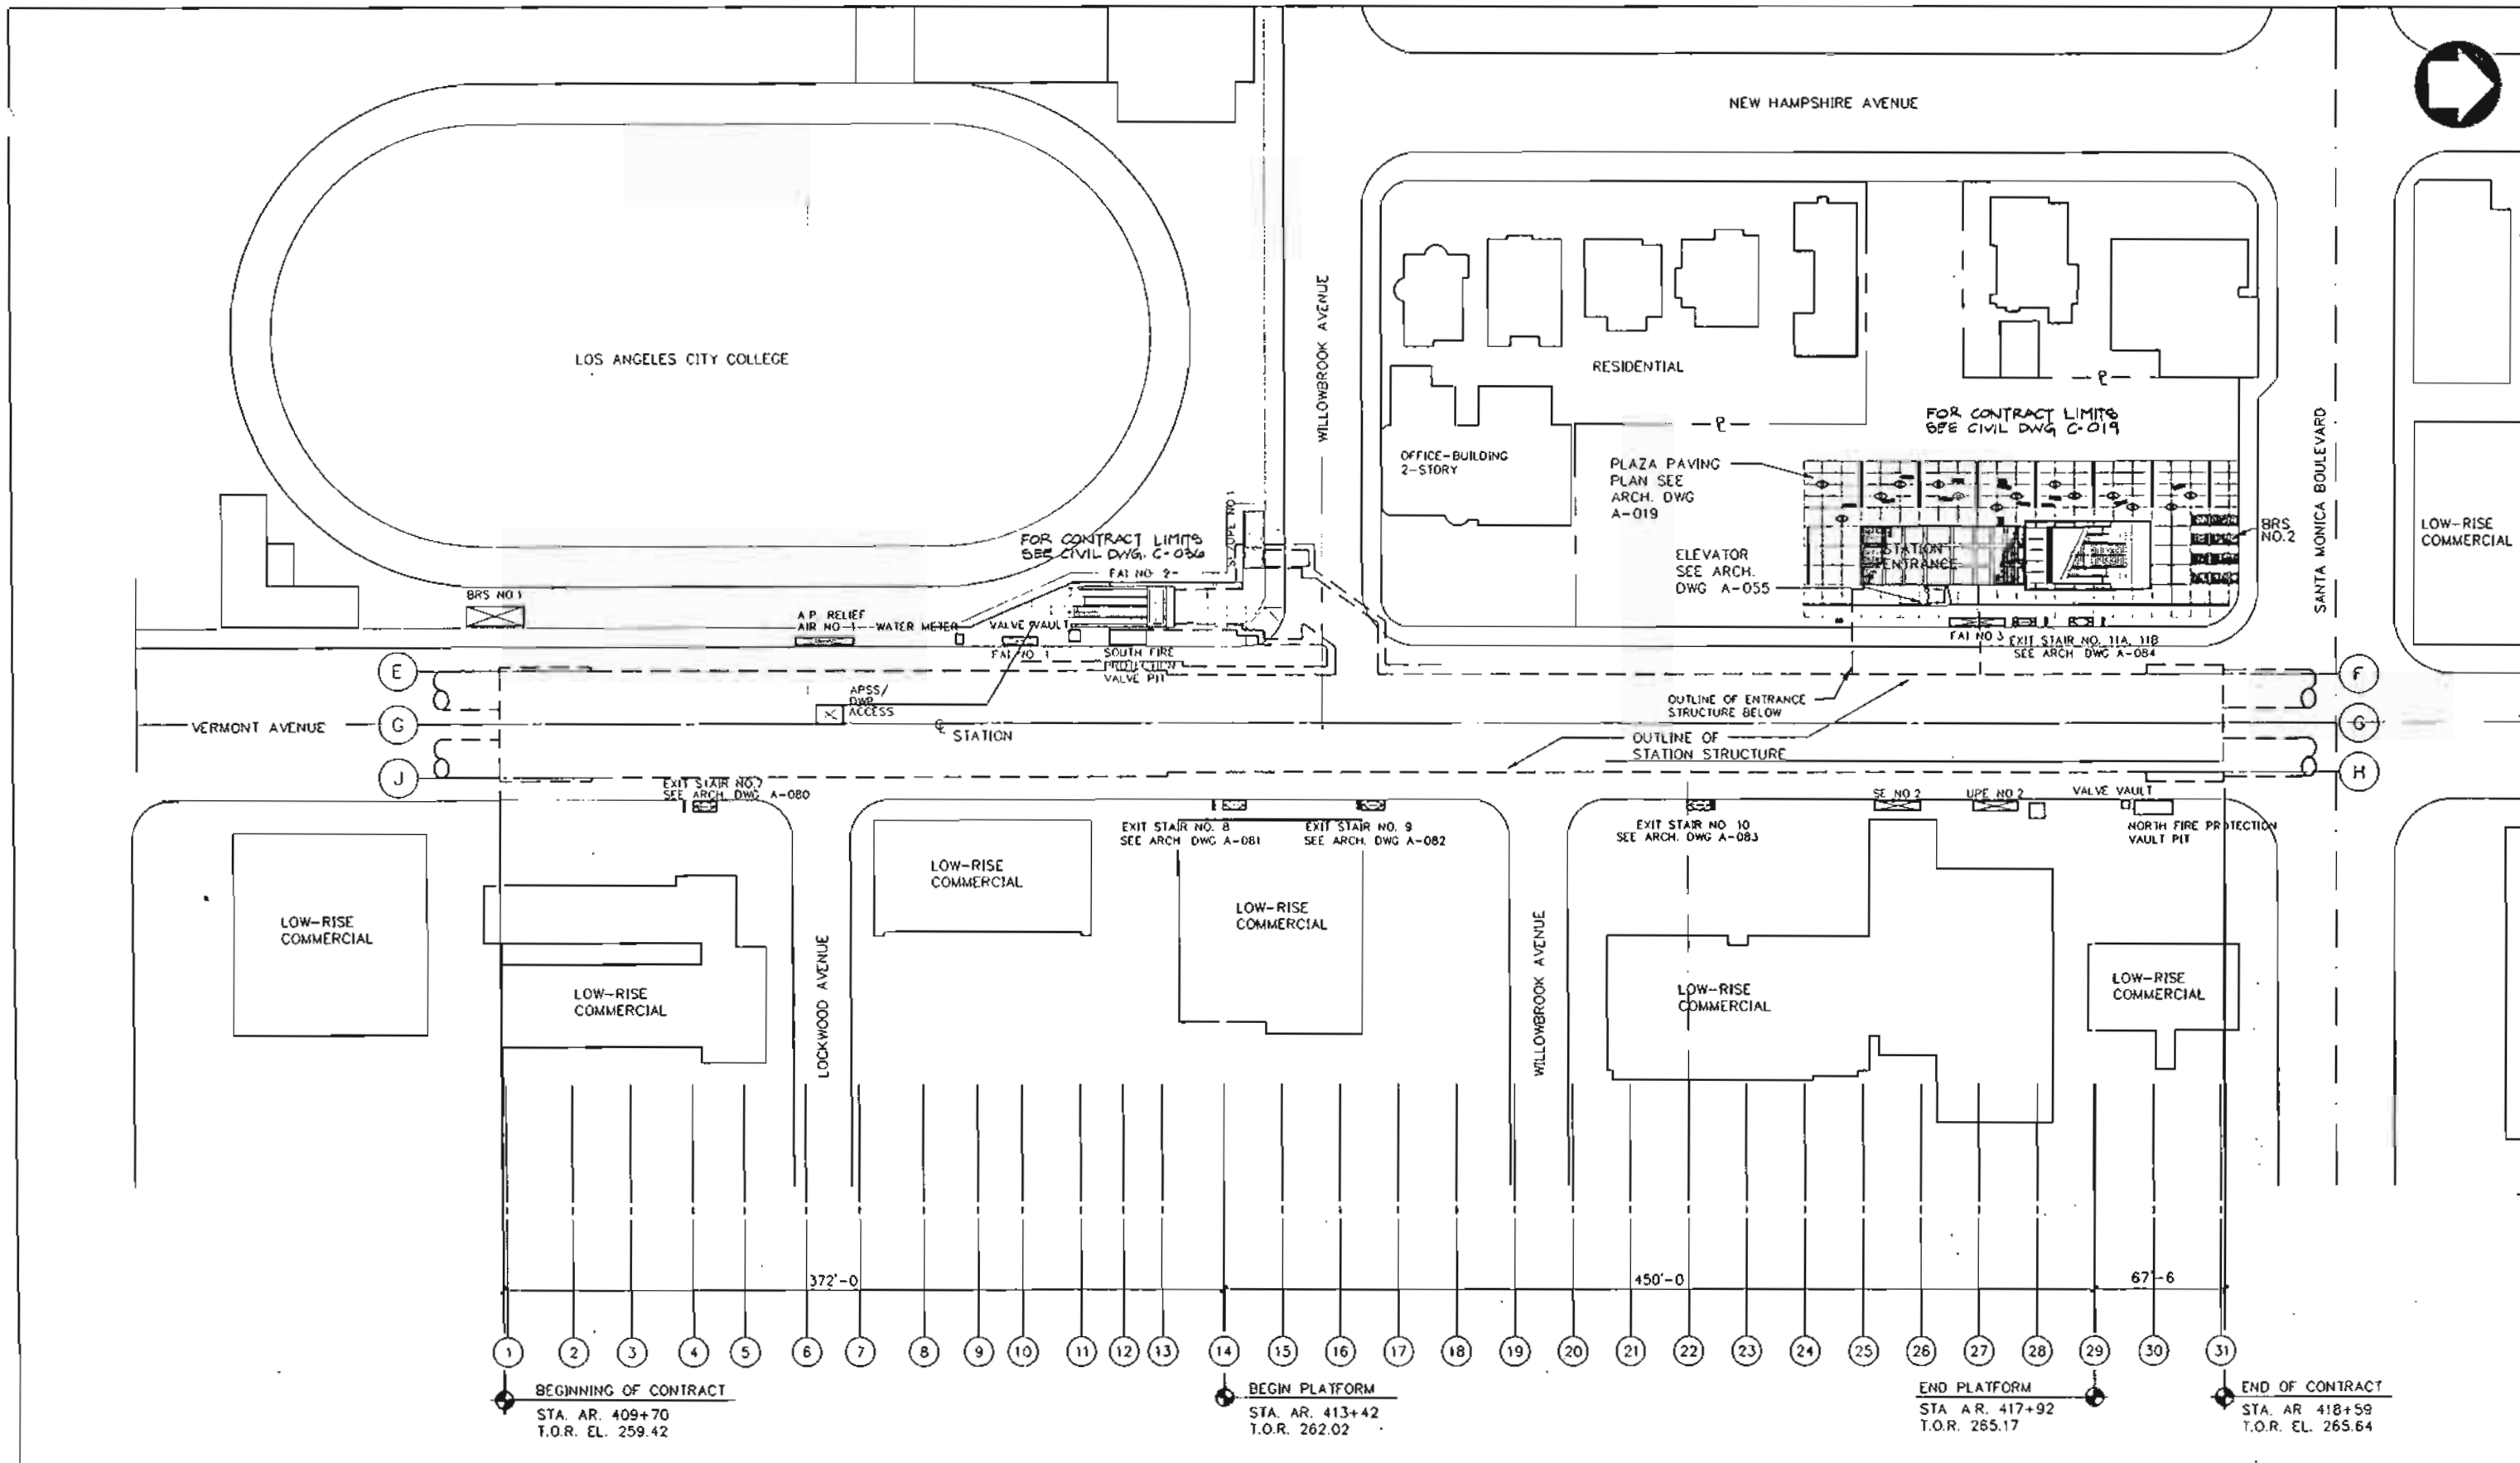 NEW HAMPSHIRE AVENUE
LOS ANGELES CITY COLLEGE
WILLOWBROOK AVENUE
RESIDENTIAL
SANTA MONICA BOULEVARD
P
P
FOR CONTRACT LIMITS
SEE CIVIL DWG C-019
OFFICE-BUILDING
2-STORY
PLAZA PAVING
PLAN SEE
ARCH. DWG
A-019
ELEVATOR
SEE ARCH.
DWG A-055
STATION
ENTRANCE
BRS
NO.2
LOW-RISE
COMMERCIAL
FOR CONTRACT LIMITS
SEE CIVIL DWG. C-036
FAI NO 2
BRS NO 1
A.P. RELIEF
AIR NO 1
WATER METER
VALVE VAULT
FAI NO 1
SOUTH FIRE
PROTECTION
VALVE PIT
FAI NO 3
EXIT STAIR NO. 11A, 11B
SEE ARCH DWG A-084
E
F
APSS/
DWP
ACCESS
OUTLINE OF ENTRANCE
STRUCTURE BELOW
VERMONT AVENUE
G
STATION
G
OUTLINE OF
STATION STRUCTURE
J
H
EXIT STAIR NO.7
SEE ARCH. DWG A-080
EXIT STAIR NO. 8
SEE ARCH DWG A-081
EXIT STAIR NO. 9
SEE ARCH. DWG A-082
EXIT STAIR NO 10
SEE ARCH. DWG A-083
SE NO 2
UPE NO 2
VALVE VAULT
NORTH FIRE PROTECTION
VAULT PIT
LOW-RISE
COMMERCIAL
LOW-RISE
COMMERCIAL
LOCKWOOD AVENUE
LOW-RISE
COMMERCIAL
LOW-RISE
COMMERCIAL
WILLOWBROOK AVENUE
LOW-RISE
COMMERCIAL
LOW-RISE
COMMERCIAL
372'-0
450'-0
67'-6
1 2 3 4 5 6 7 8 9 10 11 12 13 14 15 16 17 18 19 20 21 22 23 24 25 26 27 28 29 30 31
BEGINNING OF CONTRACT
STA. AR. 409+70
T.O.R. EL. 259.42
BEGIN PLATFORM
STA. AR. 413+42
T.O.R. 262.02
END PLATFORM
STA AR. 417+92
T.O.R. 265.17
END OF CONTRACT
STA. AR 418+59
T.O.R. EL. 265.64